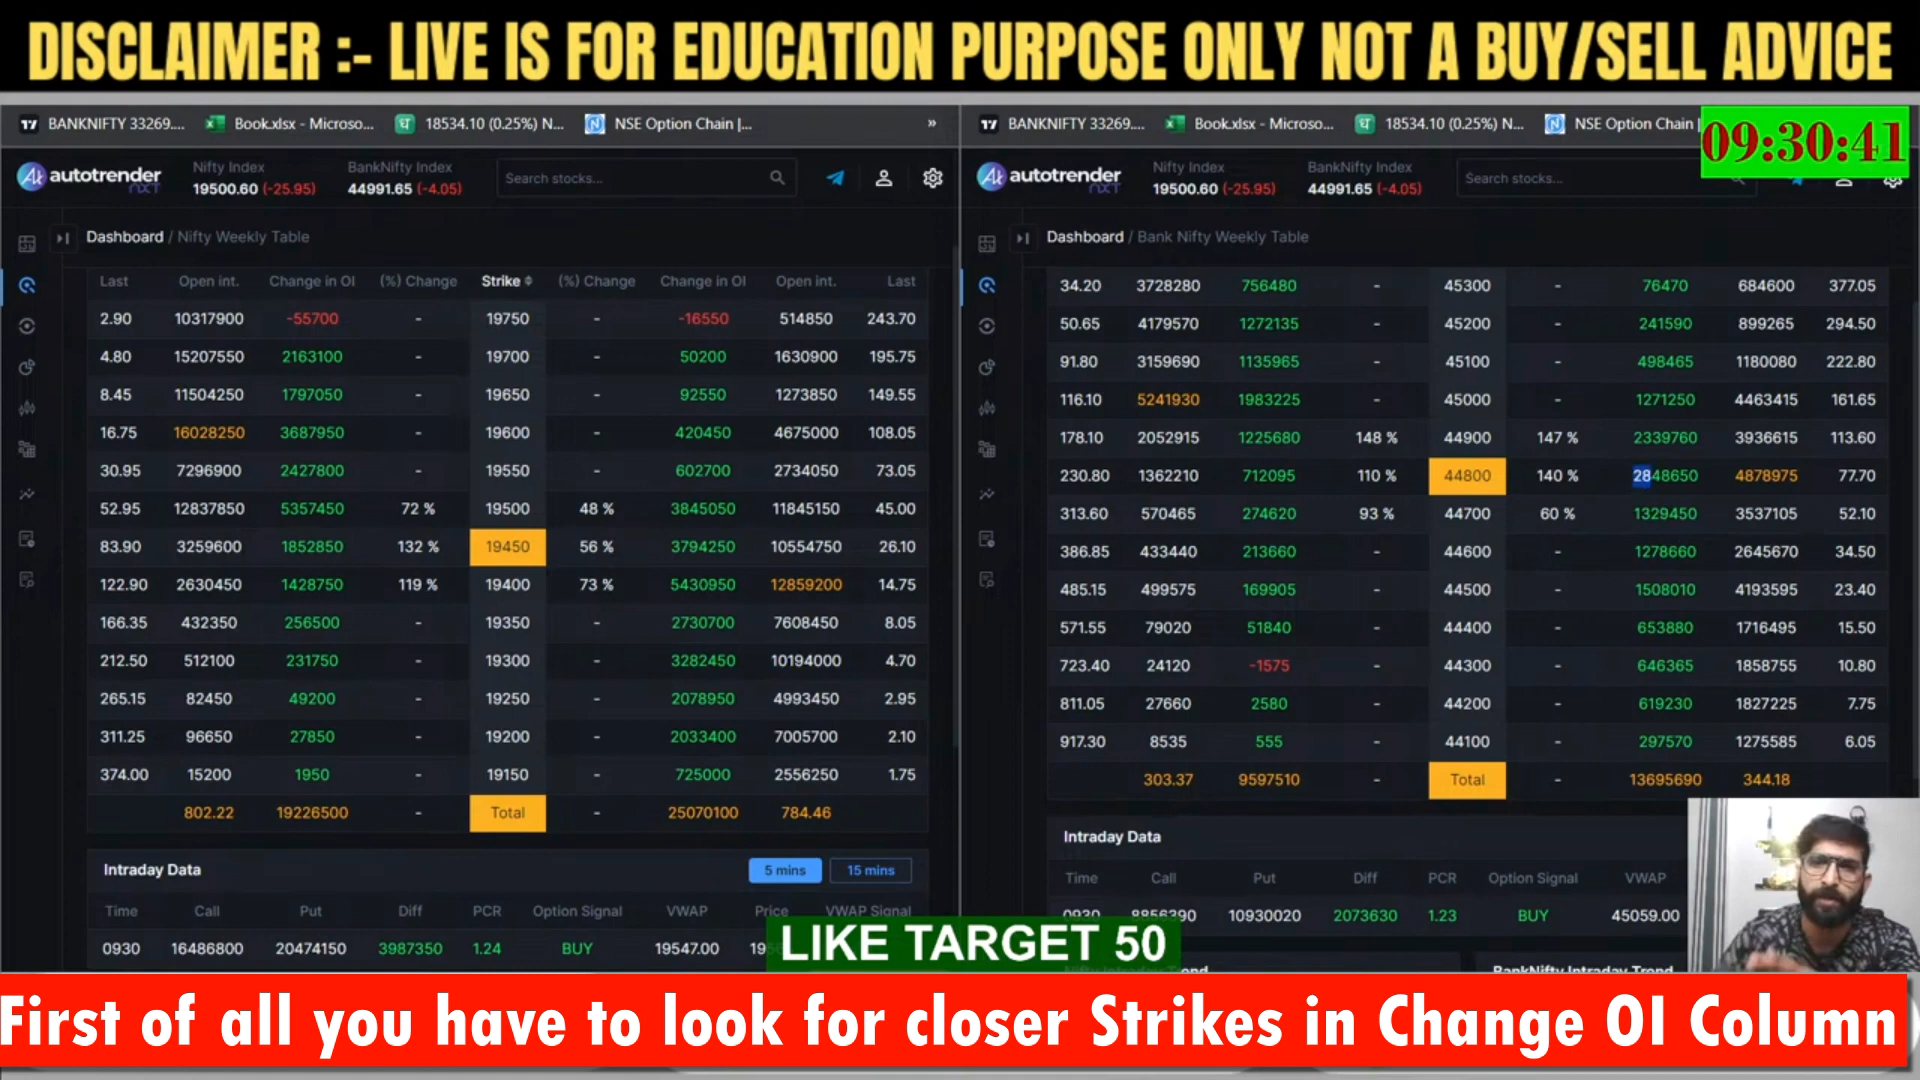 DISCLAIMER :- LIVE IS FOR EDUCATION PURPOSE ONLY NOT A BUY/SELL ADVICE
BANKNIFTY 33269.... Book.xlsx - Microso... 18534.10 (0.25%) N... NSE Option Chain |... »
autotrender nxt
Nifty Index
19500.60 (-25.95)
BankNifty Index
44991.65 (-4.05)
Search stocks...
Dashboard / Nifty Weekly Table
Last Open int. Change in OI (%) Change Strike (%) Change Change in OI Open int. Last
2.90 10317900 -55700 - 19750 - -16550 514850 243.70
4.80 15207550 2163100 - 19700 - 50200 1630900 195.75
8.45 11504250 1797050 - 19650 - 92550 1273850 149.55
16.75 16028250 3687950 - 19600 - 420450 4675000 108.05
30.95 7296900 2427800 - 19550 - 602700 2734050 73.05
52.95 12837850 5357450 72 % 19500 48 % 3845050 11845150 45.00
83.90 3259600 1852850 132 % 19450 56 % 3794250 10554750 26.10
122.90 2630450 1428750 119 % 19400 73 % 5430950 12859200 14.75
166.35 432350 256500 - 19350 - 2730700 7608450 8.05
212.50 512100 231750 - 19300 - 3282450 10194000 4.70
265.15 82450 49200 - 19250 - 2078950 4993450 2.95
311.25 96650 27850 - 19200 - 2033400 7005700 2.10
374.00 15200 1950 - 19150 - 725000 2556250 1.75
802.22 19226500 - Total - 25070100 784.46
Intraday Data 5 mins 15 mins
Time Call Put Diff PCR Option Signal VWAP Price VWAP Signal
0930 16486800 20474150 3987350 1.24 BUY 19547.00 19
BANKNIFTY 33269.... Book.xlsx - Microso... 18534.10 (0.25%) N... NSE Option Chain |
09:30:41
autotrender nxt
Nifty Index
19500.60 (-25.95)
BankNifty Index
44991.65 (-4.05)
Search stocks...
Dashboard / Bank Nifty Weekly Table
34.20 3728280 756480 - 45300 - 76470 684600 377.05
50.65 4179570 1272135 - 45200 - 241590 899265 294.50
91.80 3159690 1135965 - 45100 - 498465 1180080 222.80
116.10 5241930 1983225 - 45000 - 1271250 4463415 161.65
178.10 2052915 1225680 148 % 44900 147 % 2339760 3936615 113.60
230.80 1362210 712095 110 % 44800 140 % 2848650 4878975 77.70
313.60 570465 274620 93 % 44700 60 % 1329450 3537105 52.10
386.85 433440 213660 - 44600 - 1278660 2645670 34.50
485.15 499575 169905 - 44500 - 1508010 4193595 23.40
571.55 79020 51840 - 44400 - 653880 1716495 15.50
723.40 24120 -1575 - 44300 - 646365 1858755 10.80
811.05 27660 2580 - 44200 - 619230 1827225 7.75
917.30 8535 555 - 44100 - 297570 1275585 6.05
303.37 9597510 - Total - 13695690 344.18
Intraday Data
Time Call Put Diff PCR Option Signal VWAP
0930 8856390 10930020 2073630 1.23 BUY 45059.00
BankNifty Intraday Trend
LIKE TARGET 50
First of all you have to look for closer Strikes in Change OI Column